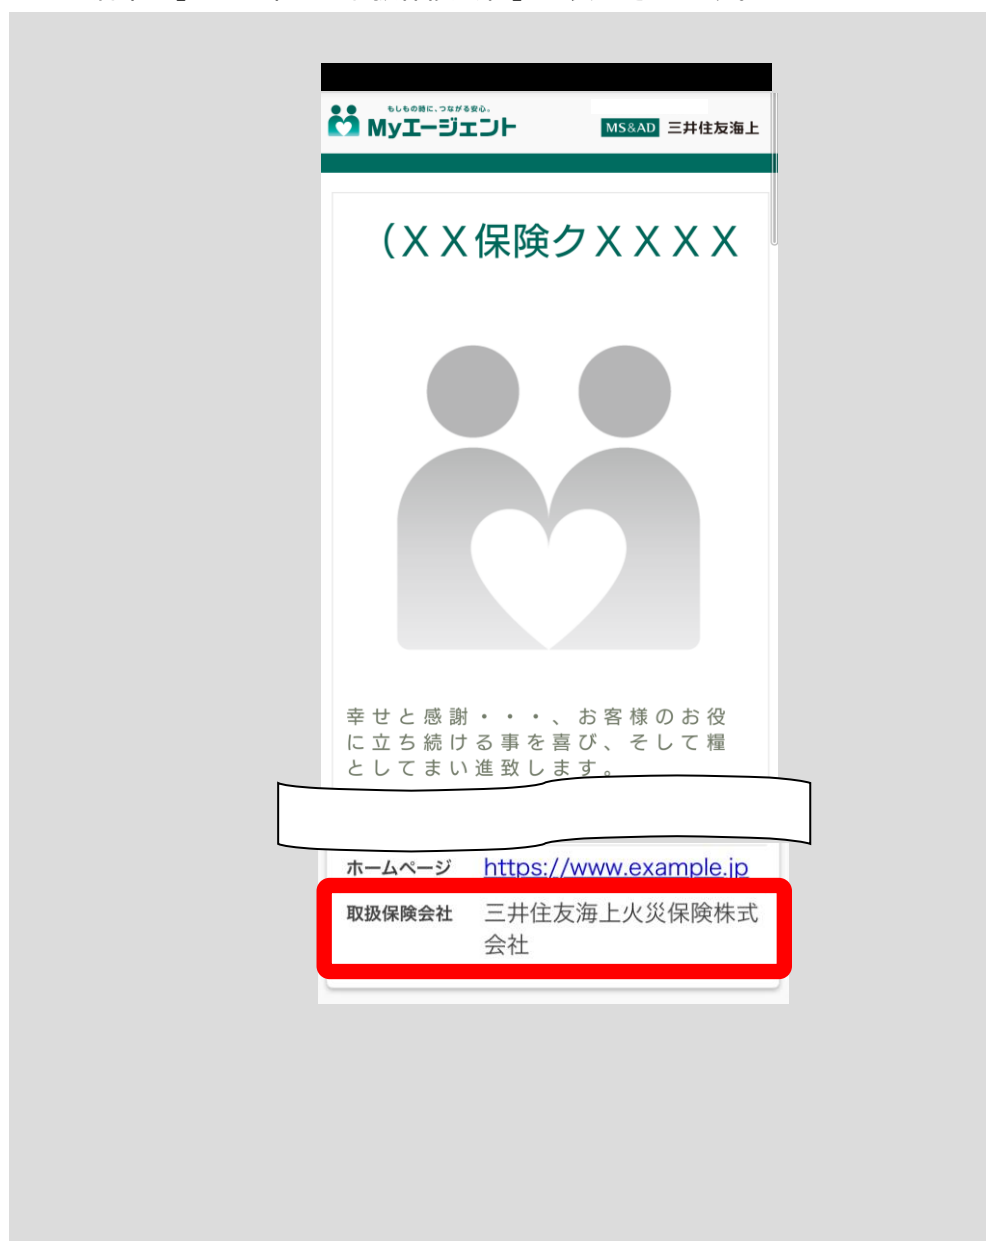 もしもの時に、つながる安心。
Myエージェント
MS&AD 三井住友海上
（ＸＸ保険クＸＸＸＸ
幸せと感謝・・・、お客様のお役
に立ち続ける事を喜び、そして糧
としてまい進致します。
ホームページ https://www.example.jp
取扱保険会社 三井住友海上火災保険株式
会社